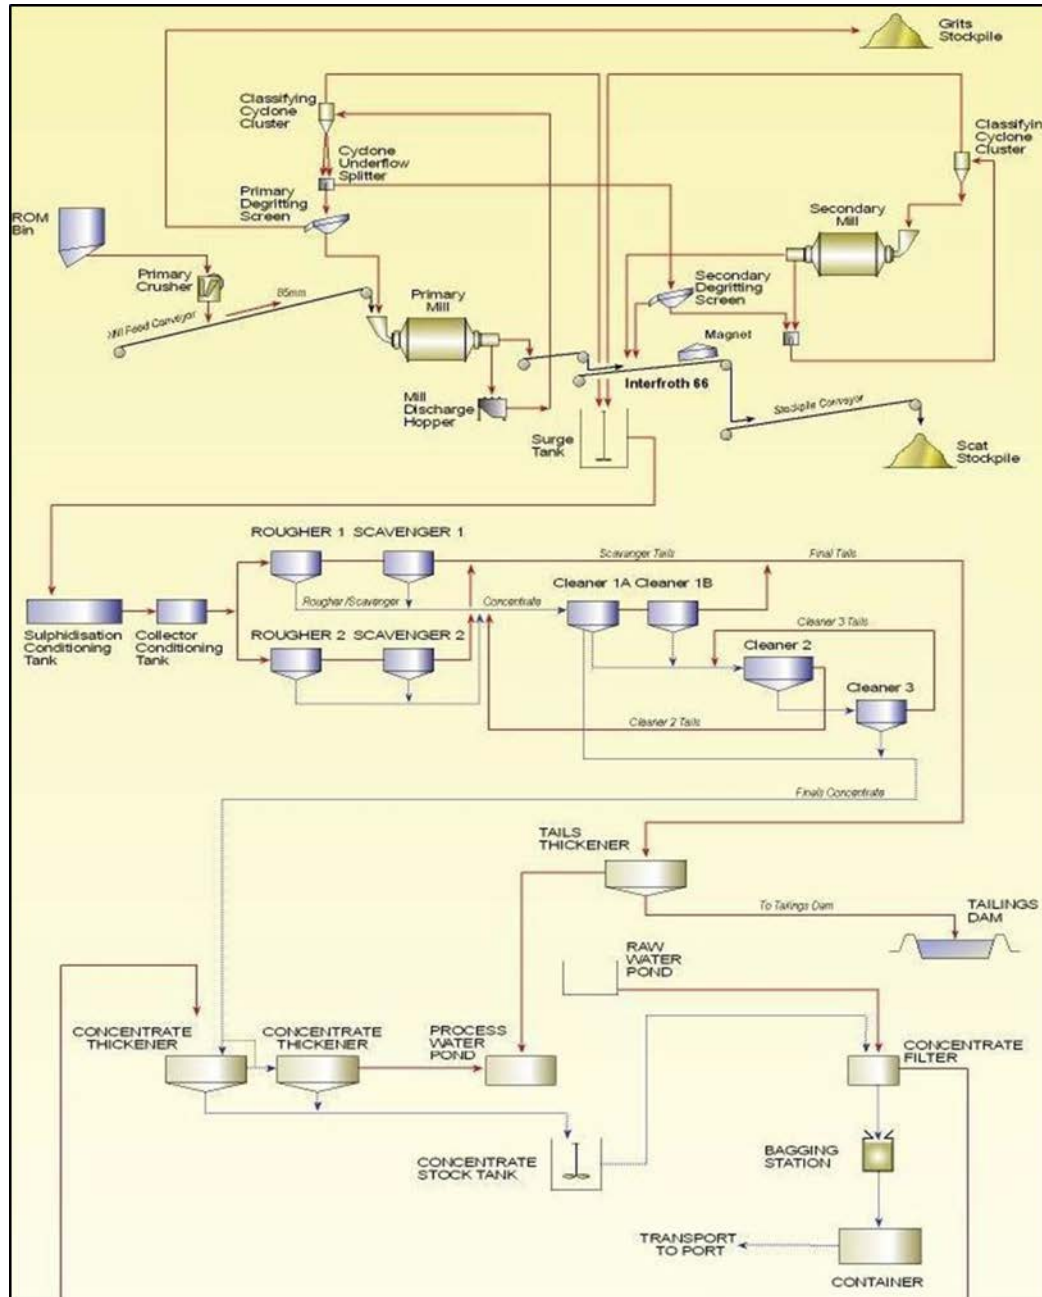 Grits
Stockpile
Classifying
Cyclone
Cluster
Classifying
Cyclone
Cluster
Cyclone
Underflow
Splitter
Primary
Degritting
Screen
ROM
Bin
Secondary
Mill
Primary
Crusher
85mm
Secondary
Degritting
Screen
Primary
Mill
Feed Conveyor
Magnet
Interfroth 66
Mill
Discharge
Hopper
Stockpile Conveyor
Surge
Tank
Scat
Stockpile
ROUGHER 1 SCAVENGER 1
Scavanger Tails
Final Tails
Cleaner 1A Cleaner 1B
Rougher/Scavenger
Concentrate
Sulphidisation
Conditioning
Tank
Collector
Conditioning
Tank
ROUGHER 2 SCAVENGER 2
Cleaner 3 Tails
Cleaner 2
Cleaner 3
Cleaner 2 Tails
Finals Concentrate
TAILS
THICKENER
To Tailings Dam
TAILINGS
DAM
RAW
WATER
POND
CONCENTRATE
THICKENER
CONCENTRATE
THICKENER
PROCESS
WATER
POND
CONCENTRATE
FILTER
CONCENTRATE
STOCK TANK
BAGGING
STATION
TRANSPORT
TO PORT
CONTAINER